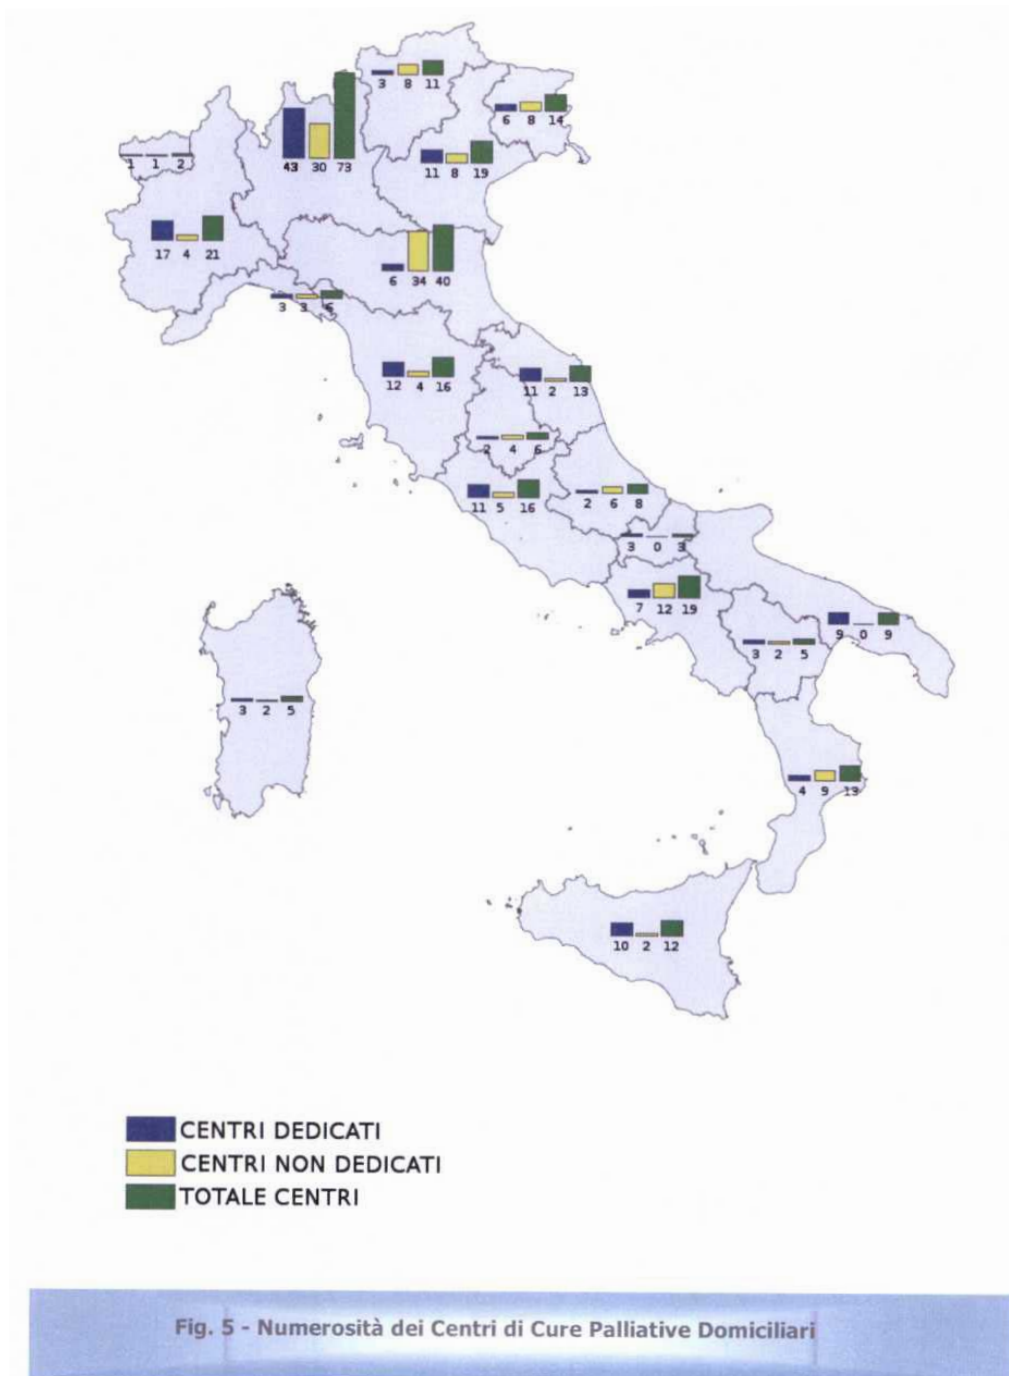 3 8 11
6 8 14
43 30 73
11 8 19
1 1 2
17 4 21
6 34 40
3 3 6
12 4 16
11 2 13
2 4 6
11 5 16
2 6 8
3 0 3
7 12 19
9 0 9
3 2 5
3 2 5
4 9 13
10 2 12
CENTRI DEDICATI
CENTRI NON DEDICATI
TOTALE CENTRI
Fig. 5 - Numerosità dei Centri di Cure Palliative Domiciliari